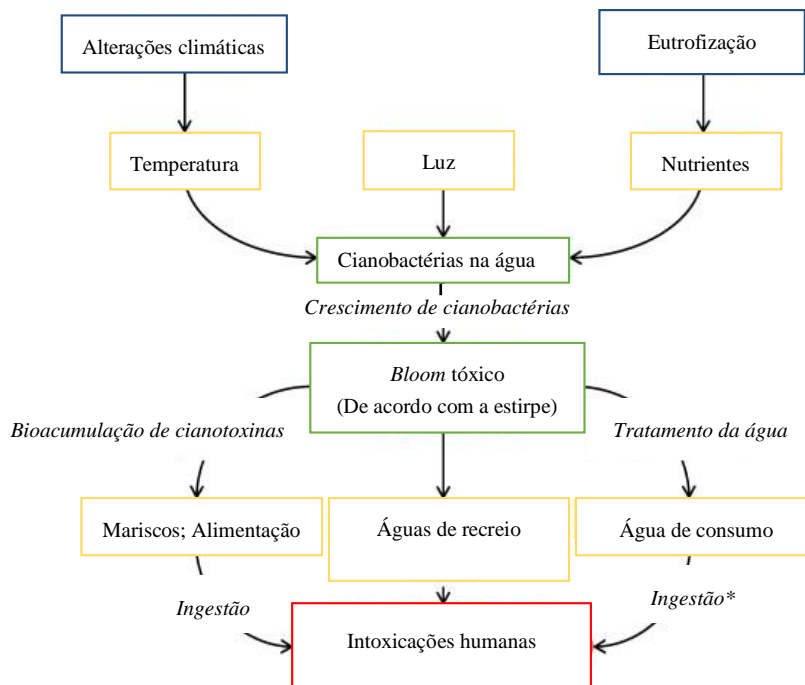 Alterações climáticas
Eutrofização
Temperatura
Luz
Nutrientes
Cianobactérias na água
Crescimento de cianobactérias
Bloom tóxico
(De acordo com a estirpe)
Bioacumulação de cianotoxinas
Tratamento da água
Mariscos; Alimentação
Águas de recreio
Água de consumo
Ingestão
Ingestão*
Intoxicações humanas